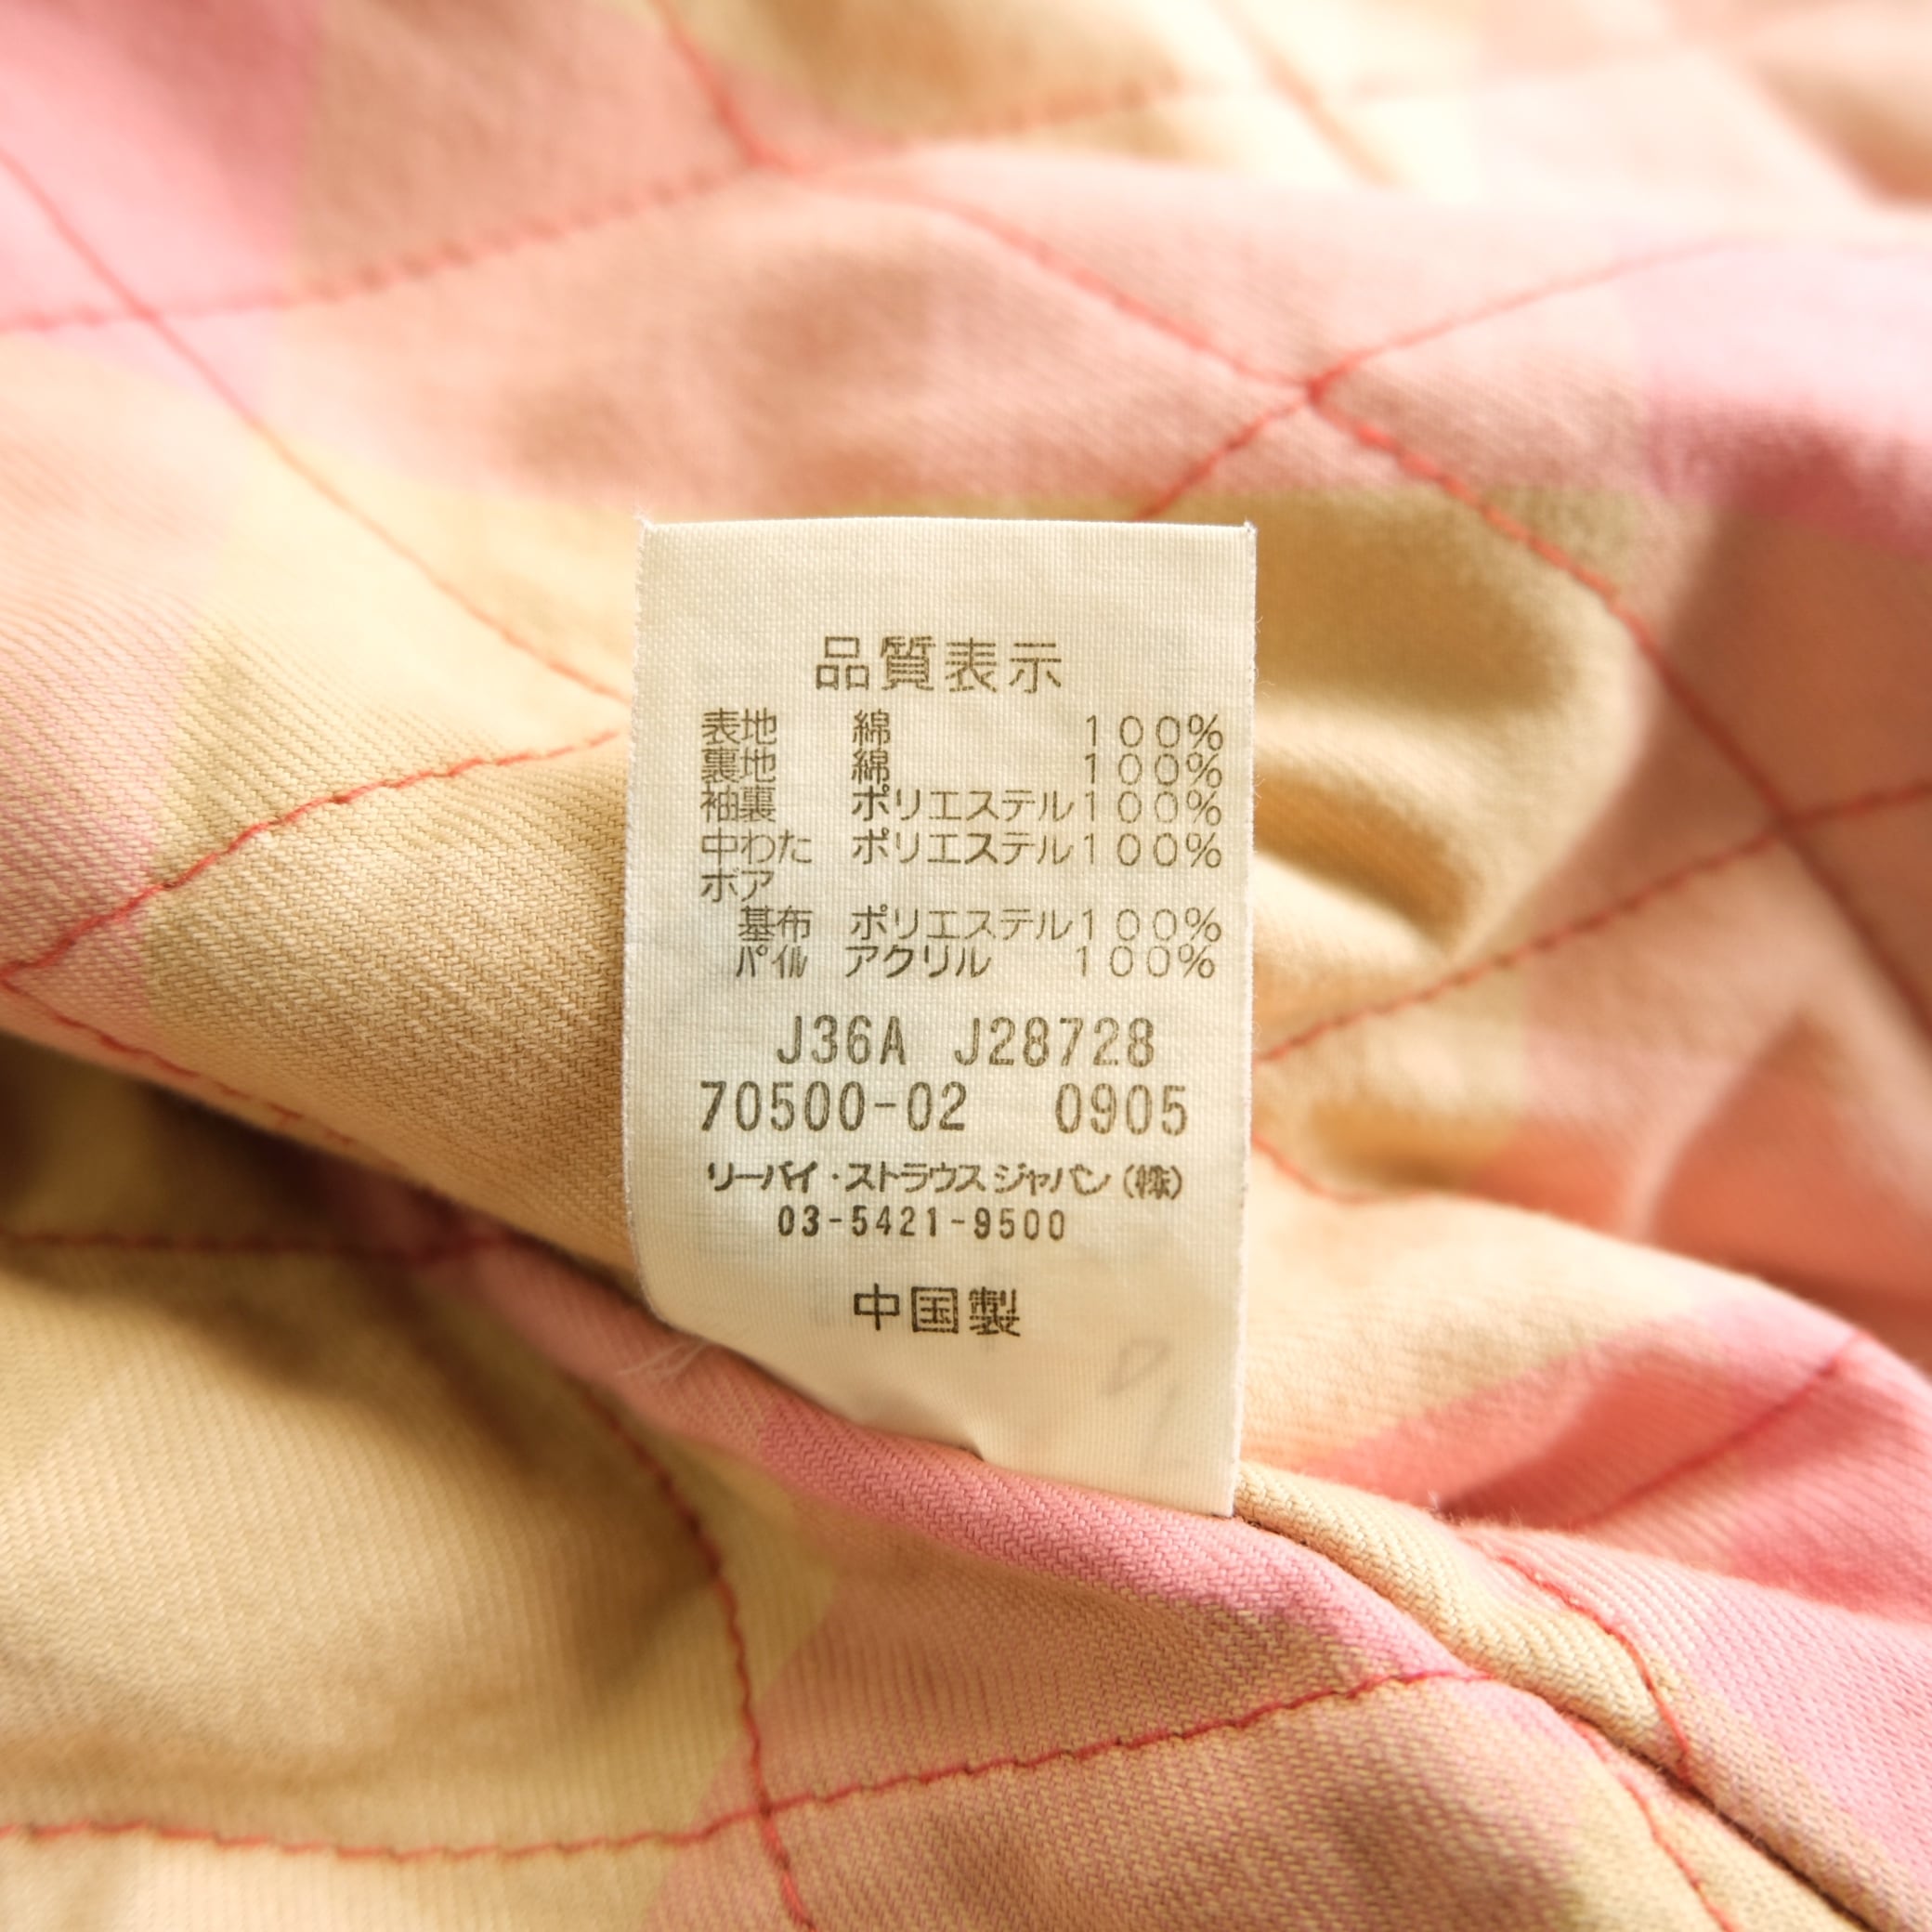 品質表示
表地 綿 100%
裏地 綿 100%
袖裏 ポリエステル100%
中わた ポリエステル100%
ボア
基布 ポリエステル100%
パイル アクリル 100%
J36A J28728
70500-02 0905
リーバイ・ストラウス ジャパン(株)
03-5421-9500
中国製